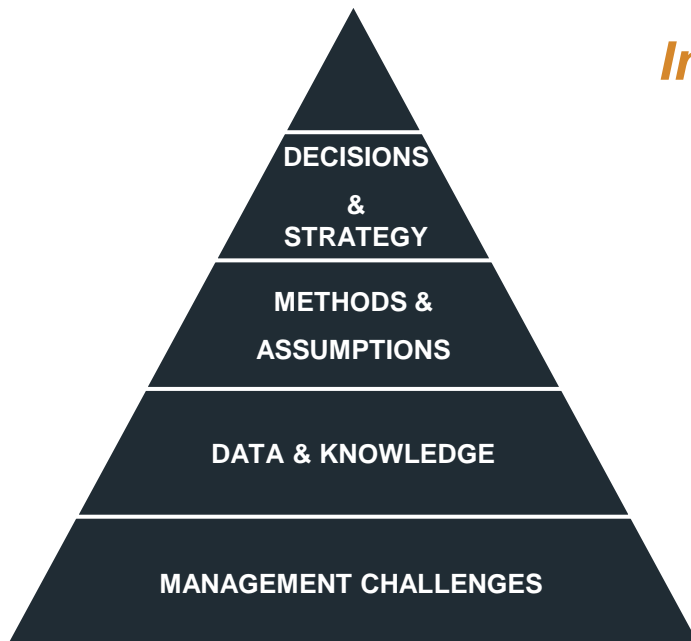 DECISIONS
&
STRATEGY
METHODS &
ASSUMPTIONS
DATA & KNOWLEDGE
MANAGEMENT CHALLENGES